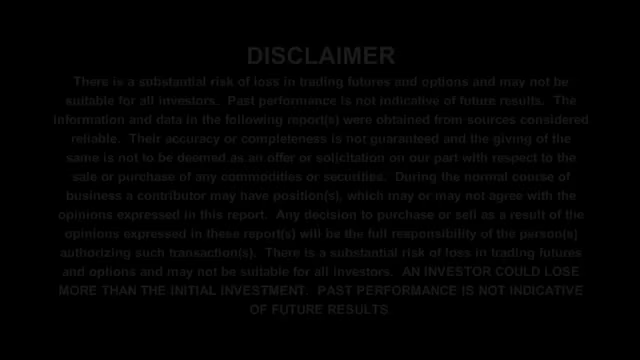 DISCLAIMER
There is a substantial risk of loss in trading futures and options and may not be
suitable for all investors.  Past performance is not indicative of future results.  The
information and data in the following report(s) were obtained from sources considered
reliable.  Their accuracy or completeness is not guaranteed and the giving of the
same is not to be deemed as an offer or solicitation on our part with respect to the
sale or purchase of any commodities or securities.  During the normal course of
business a contributor may have position(s), which may or may not agree with the
opinions expressed in this report.  Any decision to purchase or sell as a result of the
opinions expressed in these report(s) will be the full responsibility of the person(s)
authorizing such transaction(s).  There is a substantial risk of loss in trading futures
and options and may not be suitable for all investors.  AN INVESTOR COULD LOSE
MORE THAN THE INITIAL INVESTMENT.  PAST PERFORMANCE IS NOT INDICATIVE
OF FUTURE RESULTS